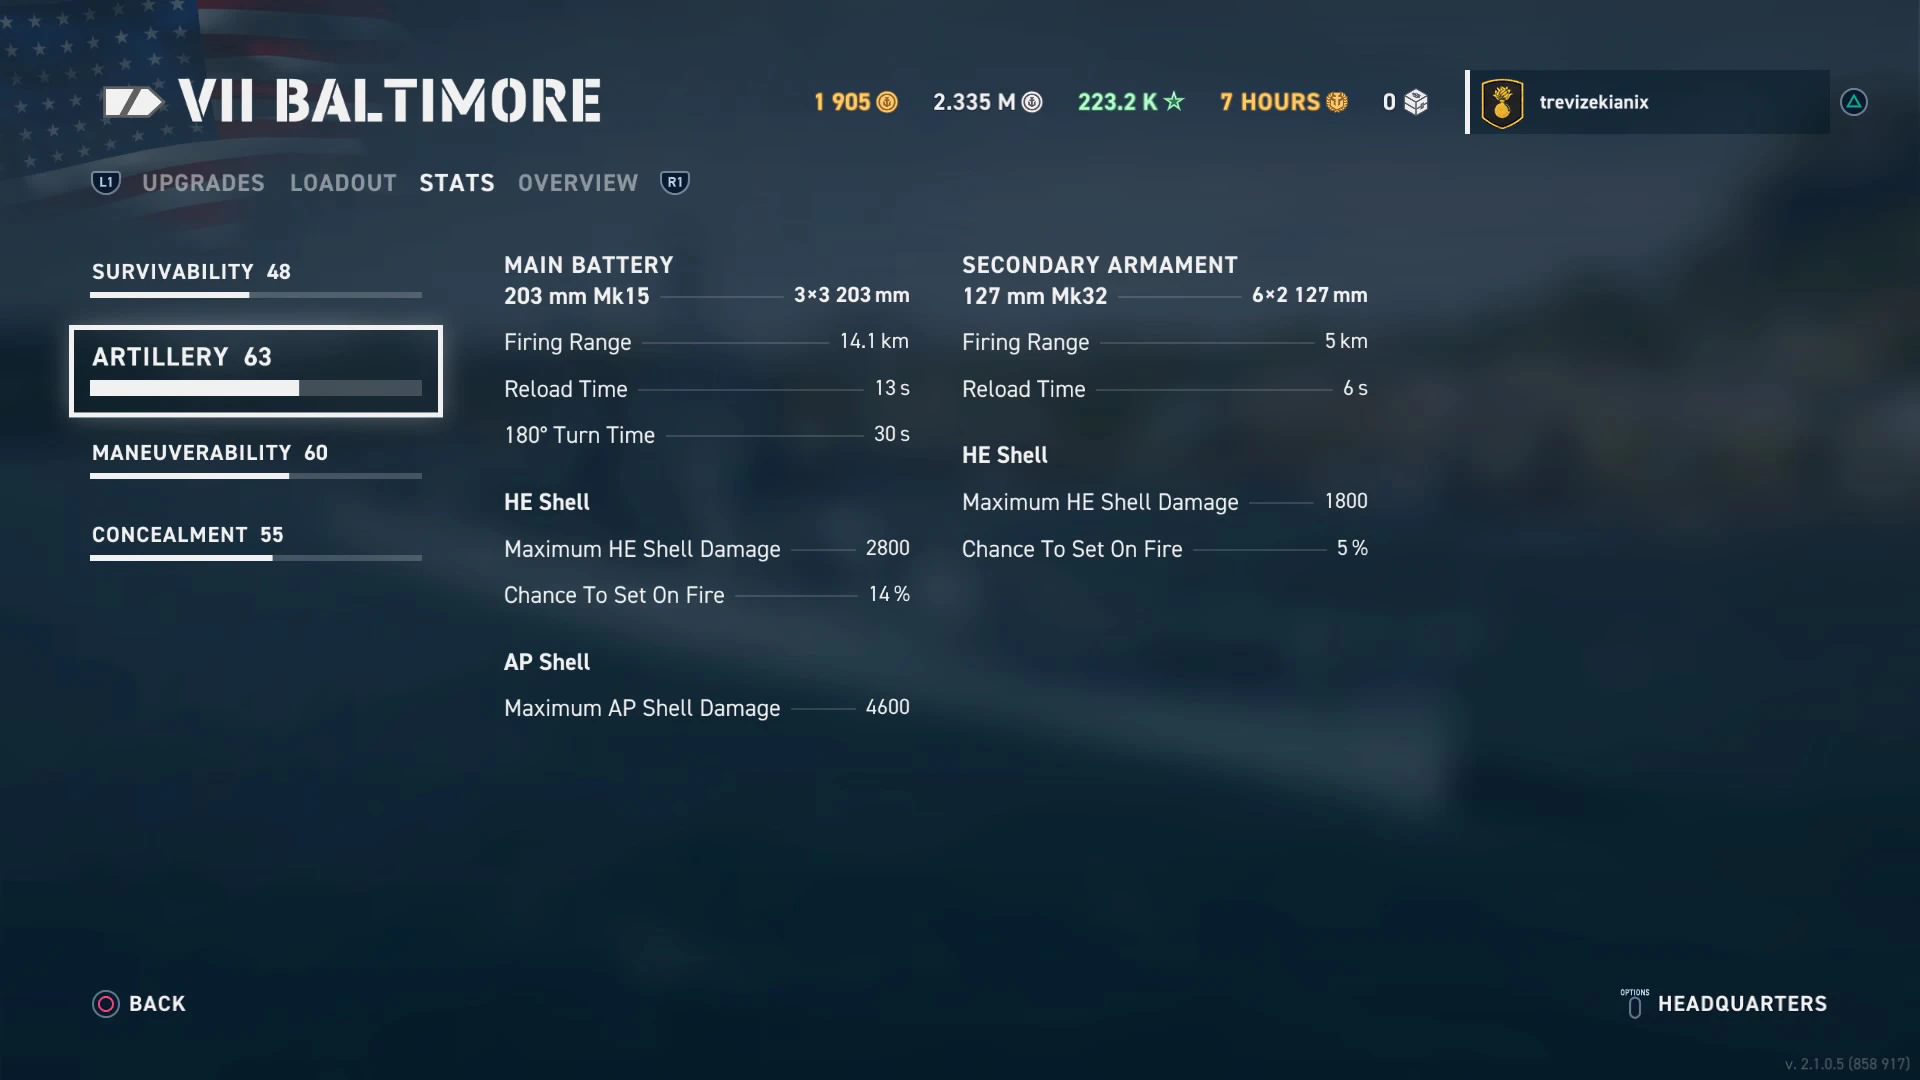 VII BALTIMORE
1 905
2.335 M
223.2 K
7 HOURS
0
trevizekianix
L1 UPGRADES LOADOUT STATS OVERVIEW R1
SURVIVABILITY 48
ARTILLERY 63
MANEUVERABILITY 60
CONCEALMENT 55
MAIN BATTERY
203 mm Mk15 3×3 203 mm
Firing Range 14.1 km
Reload Time 13 s
180° Turn Time 30 s
HE Shell
Maximum HE Shell Damage 2800
Chance To Set On Fire 14 %
AP Shell
Maximum AP Shell Damage 4600
SECONDARY ARMAMENT
127 mm Mk32 6×2 127 mm
Firing Range 5 km
Reload Time 6 s
HE Shell
Maximum HE Shell Damage 1800
Chance To Set On Fire 5 %
BACK
OPTIONS
HEADQUARTERS
v. 2.1.0.5 (858 917)